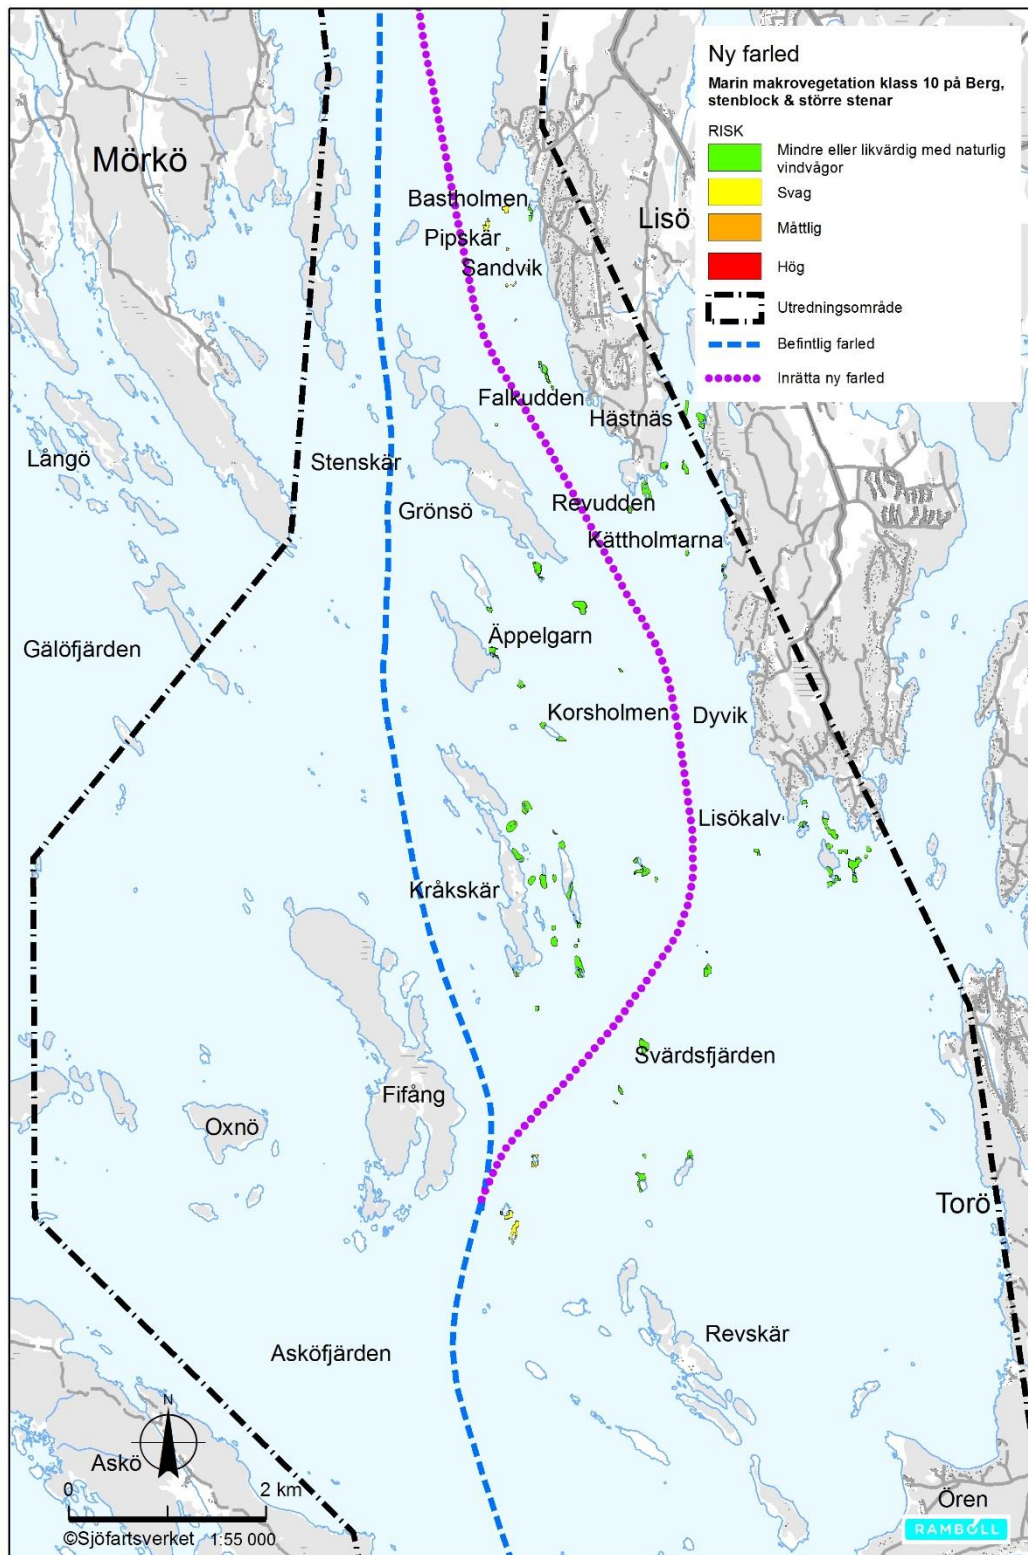 Ny farled
Marin makrovegetation klass 10 på Berg,
stenblock & större stenar
RISK
Mindre eller likvärdig med naturlig
vindvågor
Svag
Måttlig
Hög
Utredningsområde
Befintlig farled
Inrätta ny farled
Mörkö
Bastholmen
Lisö
Pipskär
Sandvik
Falkudden
Hästnäs
Långö
Stenskär
Grönsö
Revudden
Kättholmarna
Gälöfjärden
Äppelgarn
Korsholmen
Dyvik
Lisökalv
Kråkskär
Svärdsfjärden
Fifång
Oxnö
Torö
Revskär
Asköfjärden
N
Askö
0 2 km
Ören
©Sjöfartsverket 1:55 000
RAMBOLL